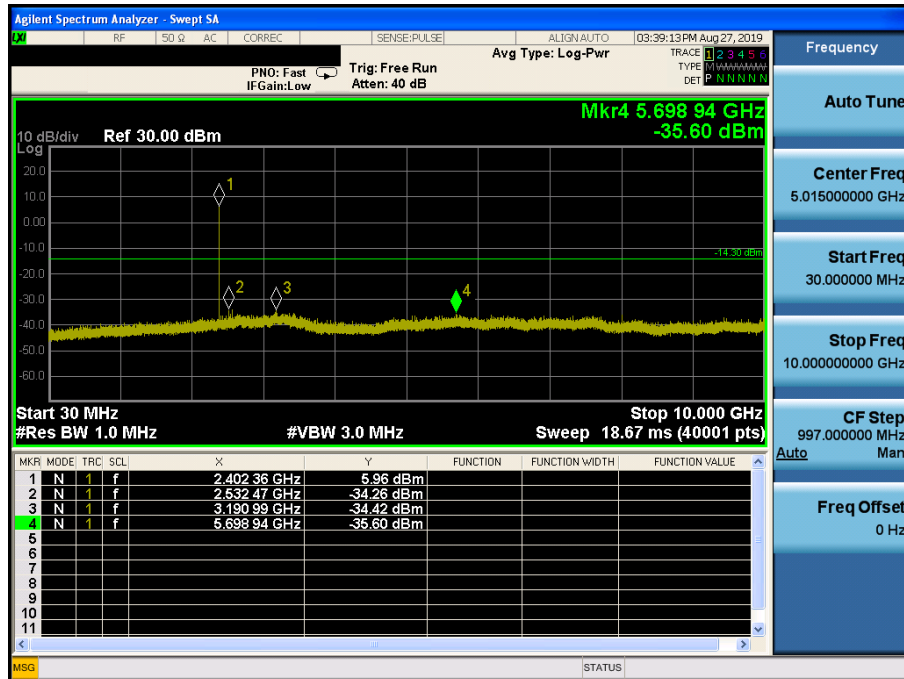 Agilent Spectrum Analyzer - Swept SA
LXI RF 50 Ω AC CORREC SENSE:PULSE ALIGN AUTO 03:39:13 PM Aug 27, 2019
Frequency
Avg Type: Log-Pwr
TRACE 1 2 3 4 5 6
PNO: Fast Trig: Free Run
TYPE M WWWWW
IFGain:Low Atten: 40 dB
DET P N N N N N
Auto Tune
Mkr4 5.698 94 GHz
10 dB/div Ref 30.00 dBm -35.60 dBm
Log
20.0
10.0
0.00
-10.0
-20.0
-30.0
-40.0
-50.0
-60.0
1
2
3
4
-14.30 dBm
Center Freq
5.015000000 GHz
Start Freq
30.000000 MHz
Stop Freq
10.000000000 GHz
Start 30 MHz Stop 10.000 GHz
#Res BW 1.0 MHz #VBW 3.0 MHz Sweep 18.67 ms (40001 pts)
CF Step
997.000000 MHz
Auto Man
MKR MODE TRC SCL X Y FUNCTION FUNCTION WIDTH FUNCTION VALUE
1 N 1 f 2.402 36 GHz 5.96 dBm
2 N 1 f 2.532 47 GHz -34.26 dBm
3 N 1 f 3.190 99 GHz -34.42 dBm
4 N 1 f 5.698 94 GHz -35.60 dBm
5
6
7
8
9
10
11
Freq Offset
0 Hz
MSG STATUS